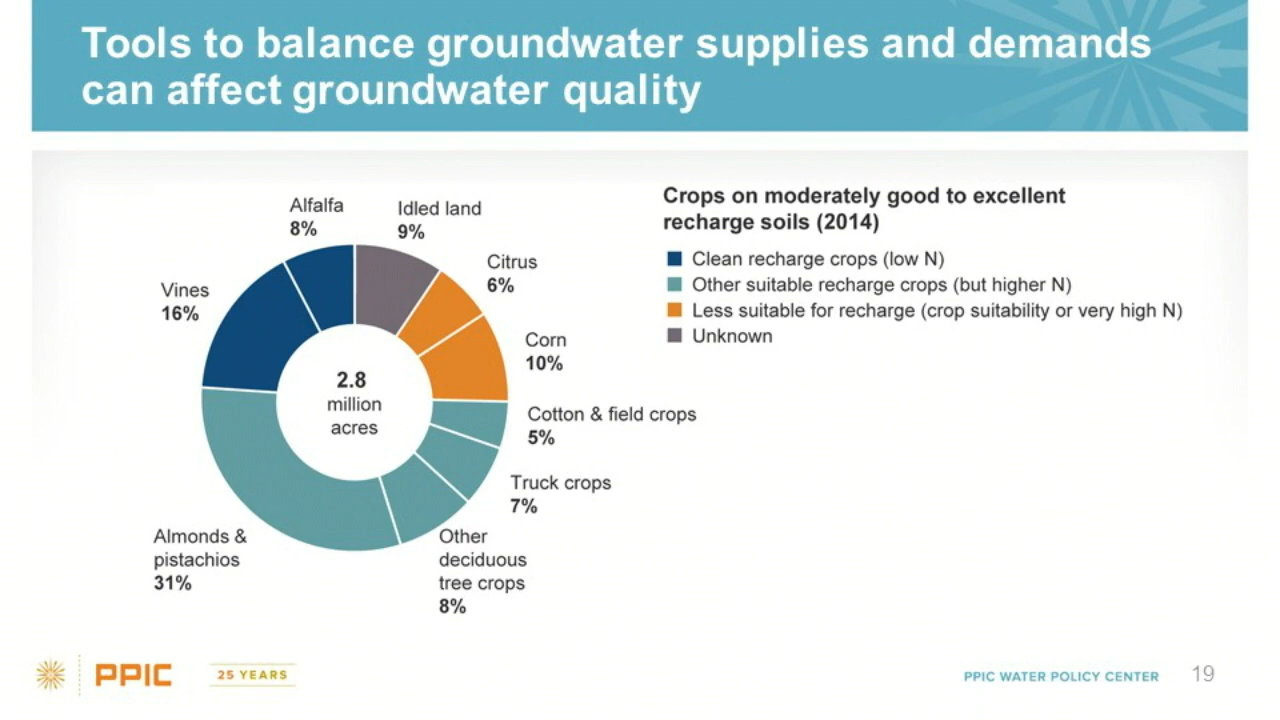 Tools to balance groundwater supplies and demands
can affect groundwater quality
Alfalfa
8%
Idled land
9%
Citrus
6%
Corn
10%
Cotton & field crops
5%
Truck crops
7%
Other
deciduous
tree crops
8%
Almonds &
pistachios
31%
Vines
16%
2.8
million
acres
Crops on moderately good to excellent
recharge soils (2014)
Clean recharge crops (low N)
Other suitable recharge crops (but higher N)
Less suitable for recharge (crop suitability or very high N)
Unknown
PPIC
25 YEARS
PPIC WATER POLICY CENTER
19